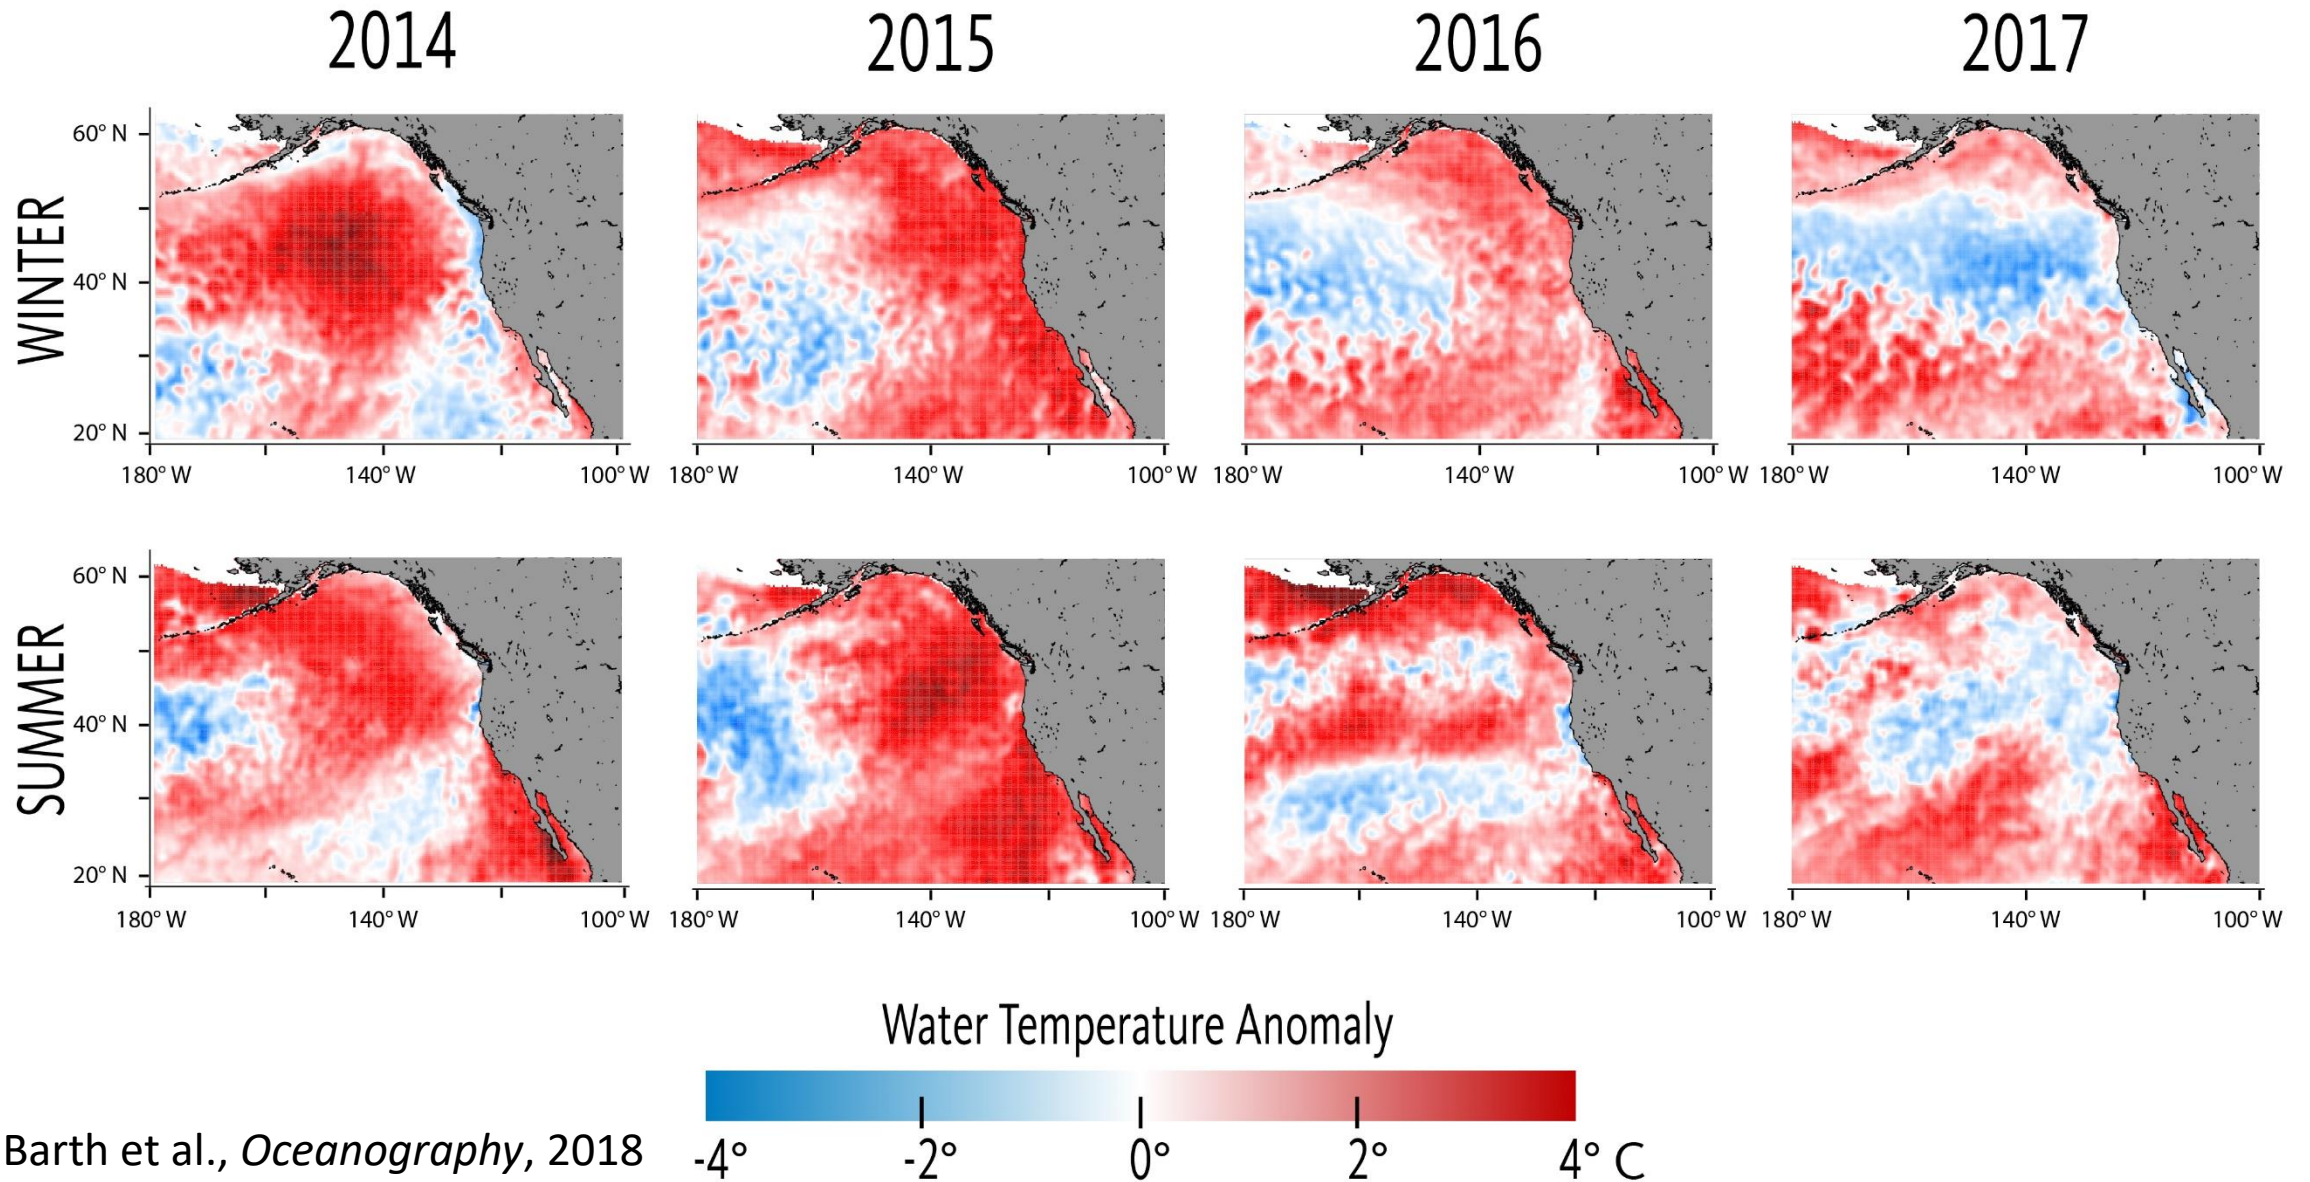 2014 2015 2016 2017
WINTER
60° N
40° N
20° N
180° W 140° W 100° W 180° W 140° W 100° W 180° W 140° W 100° W 180° W 140° W 100° W
SUMMER
60° N
40° N
20° N
180° W 140° W 100° W 180° W 140° W 100° W 180° W 140° W 100° W 180° W 140° W 100° W
Water Temperature Anomaly
-4° -2° 0° 2° 4° C
Barth et al., Oceanography, 2018